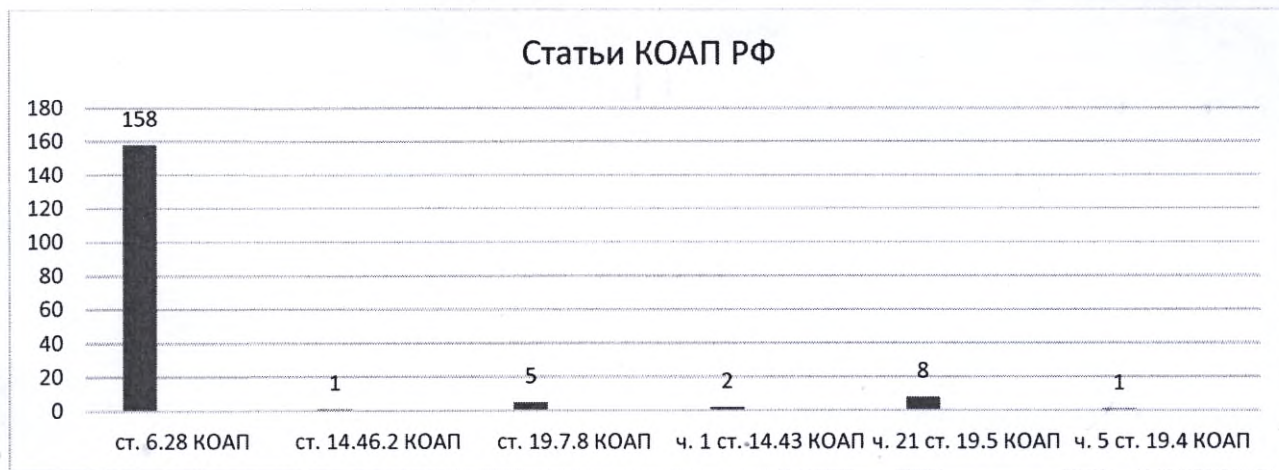 Статьи КОАП РФ
180
160
140
120
100
80
60
40
20
0
158
1
5
2
8
1
ст. 6.28 КОАП
ст. 14.46.2 КОАП
ст. 19.7.8 КОАП
ч. 1 ст. 14.43 КОАП
ч. 21 ст. 19.5 КОАП
ч. 5 ст. 19.4 КОАП